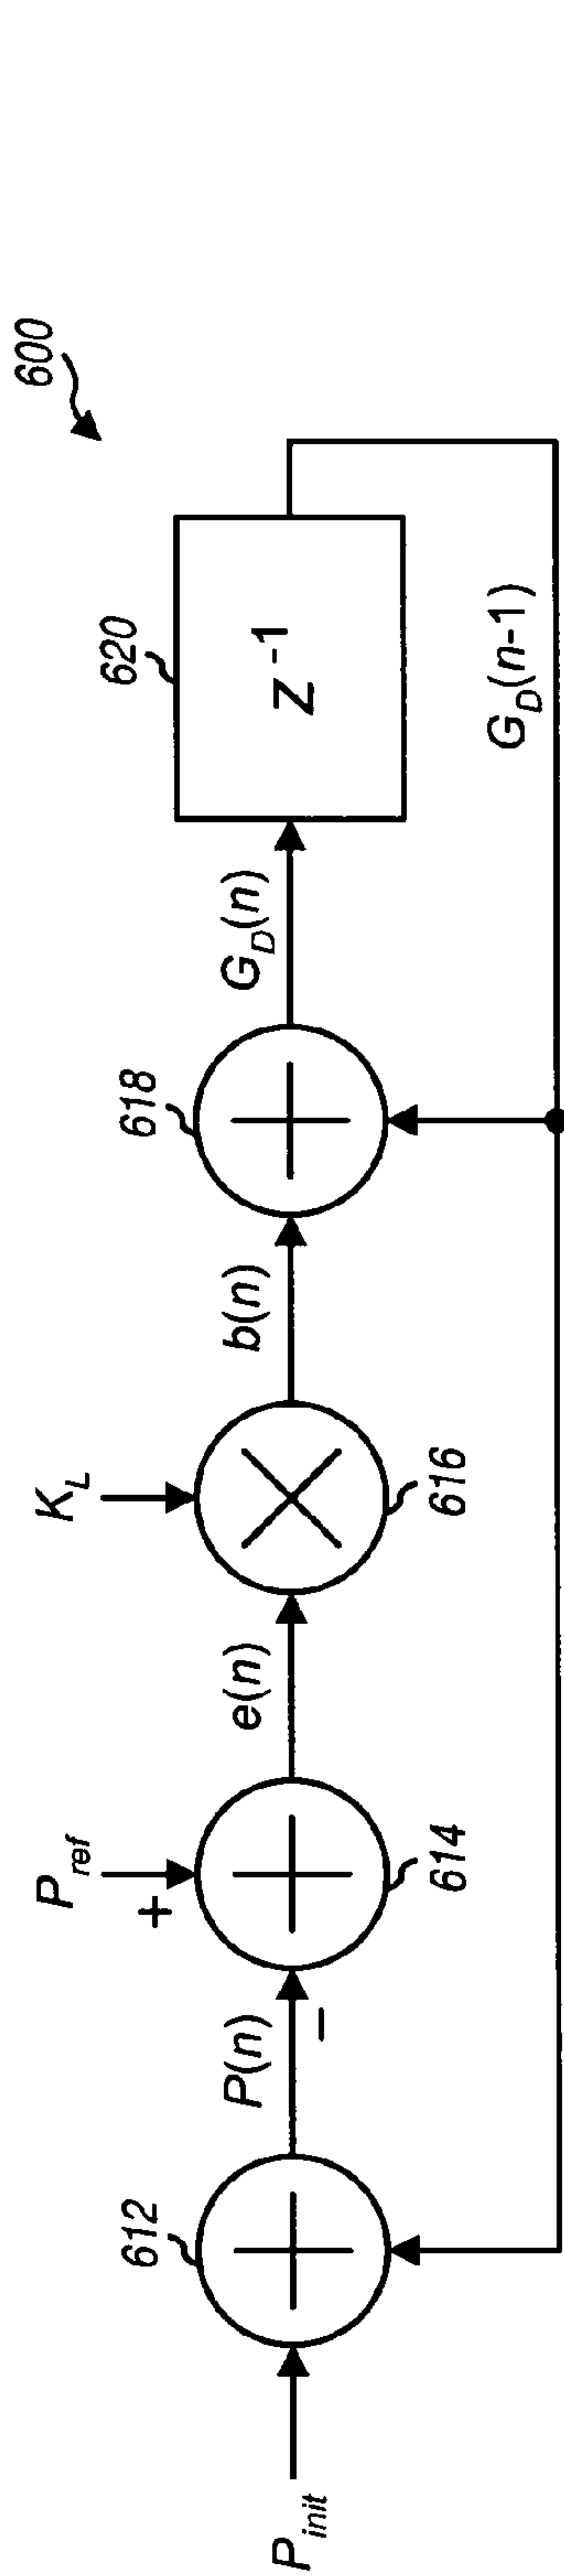 600
P_init
612
P(n)
−
P_ref
+
614
e(n)
K_L
616
b(n)
618
G_D(n)
620
z^-1
G_D(n-1)